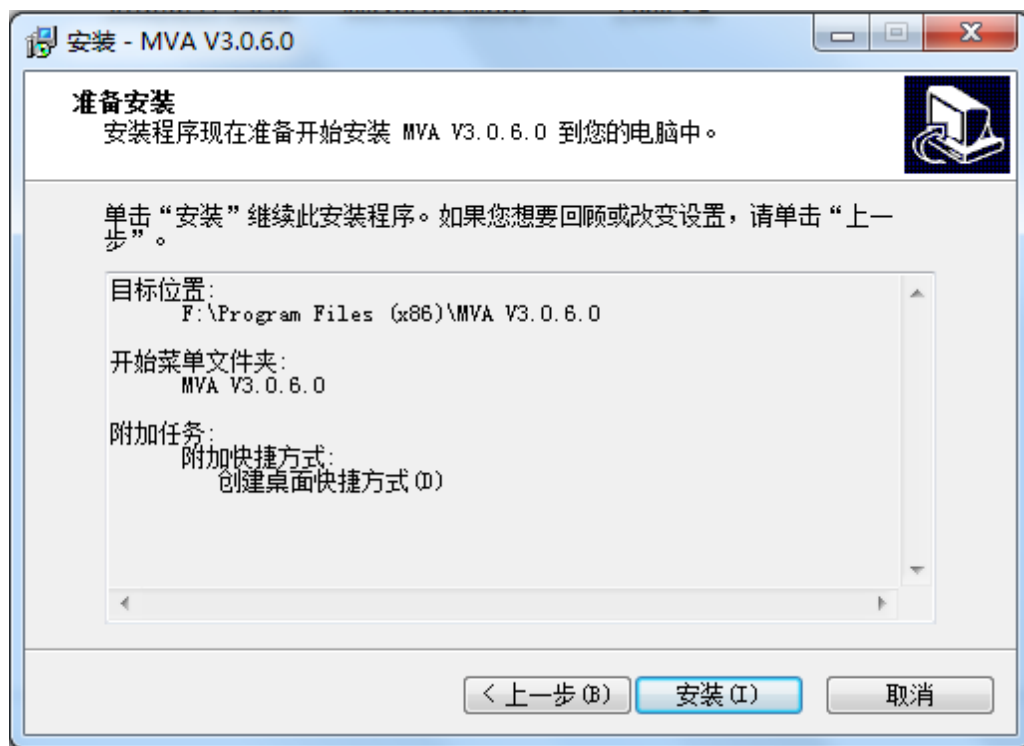 安装 - MVA V3.0.6.0
准备安装
安装程序现在准备开始安装 MVA V3.0.6.0 到您的电脑中。
单击“安装”继续此安装程序。如果您想要回顾或改变设置，请单击“上一
步”。
目标位置:
F:\Program Files (x86)\MVA V3.0.6.0
开始菜单文件夹:
MVA V3.0.6.0
附加任务:
附加快捷方式:
创建桌面快捷方式(D)
< 上一步(B) 安装(I) 取消